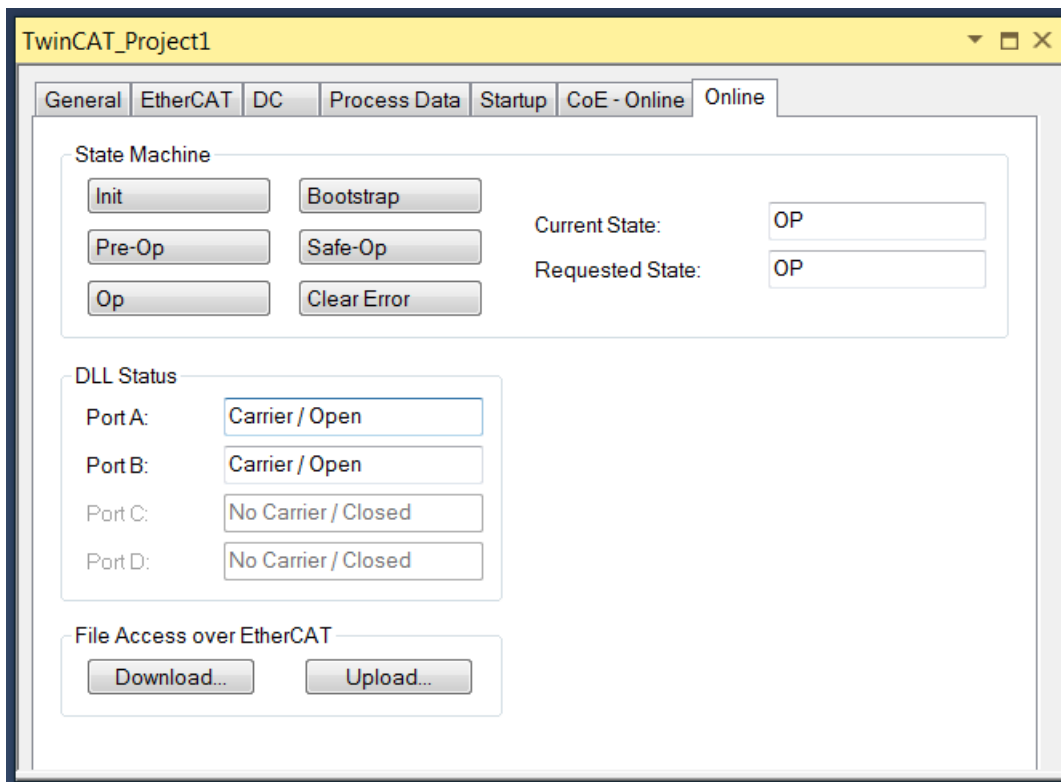 TwinCAT_Project1
General EtherCAT DC Process Data Startup CoE - Online Online
State Machine
Init Bootstrap
Pre-Op Safe-Op
Op Clear Error
Current State: OP
Requested State: OP
DLL Status
Port A: Carrier / Open
Port B: Carrier / Open
Port C: No Carrier / Closed
Port D: No Carrier / Closed
File Access over EtherCAT
Download... Upload...